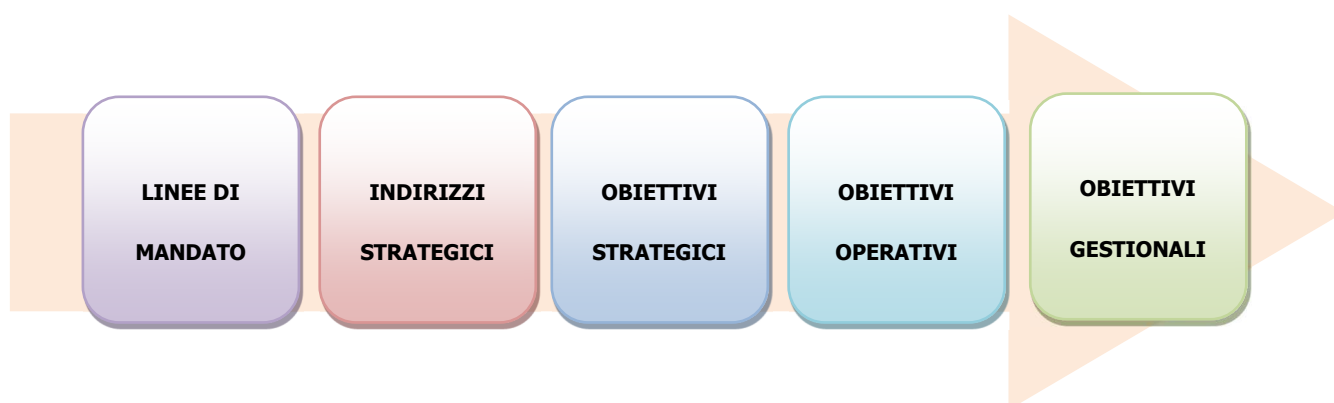 LINEE DI
MANDATO
INDIRIZZI
STRATEGICI
OBIETTIVI
STRATEGICI
OBIETTIVI
OPERATIVI
OBIETTIVI
GESTIONALI